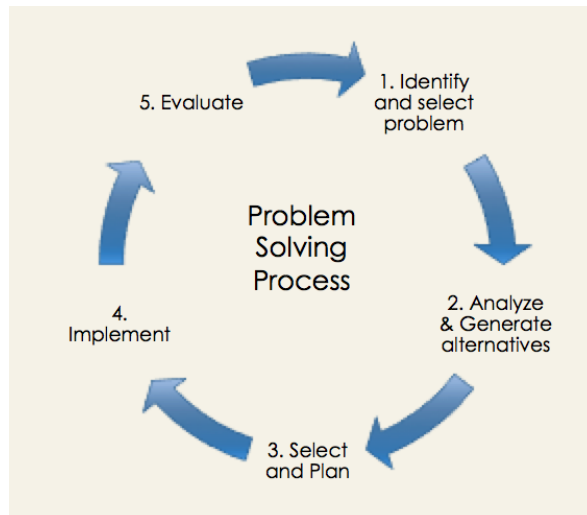 Problem
Solving
Process
1. Identify
and select
problem
2. Analyze
& Generate
alternatives
3. Select
and Plan
4.
Implement
5. Evaluate